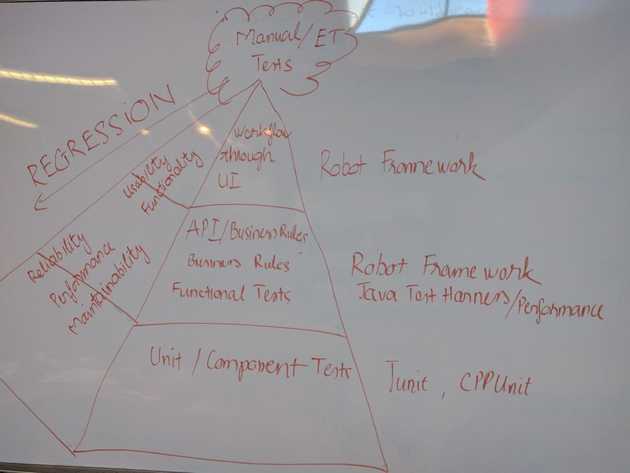 Manual/ET
Tests
REGRESSION
Workflow
through
UI
Usability
Functionality
Robot Framework
API/Business Rules
Business Rules
Functional Tests
Reliability
Performance
Maintainability
Robot Framework
Java Test Harness/Performance
Unit / Component Tests
Junit, CPPUnit